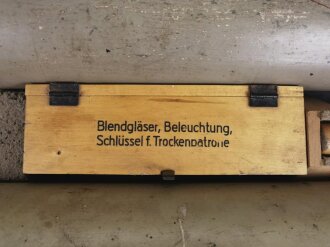 Blendgläser, Beleuchtung,
Schlüssel f. Trockenpatrone